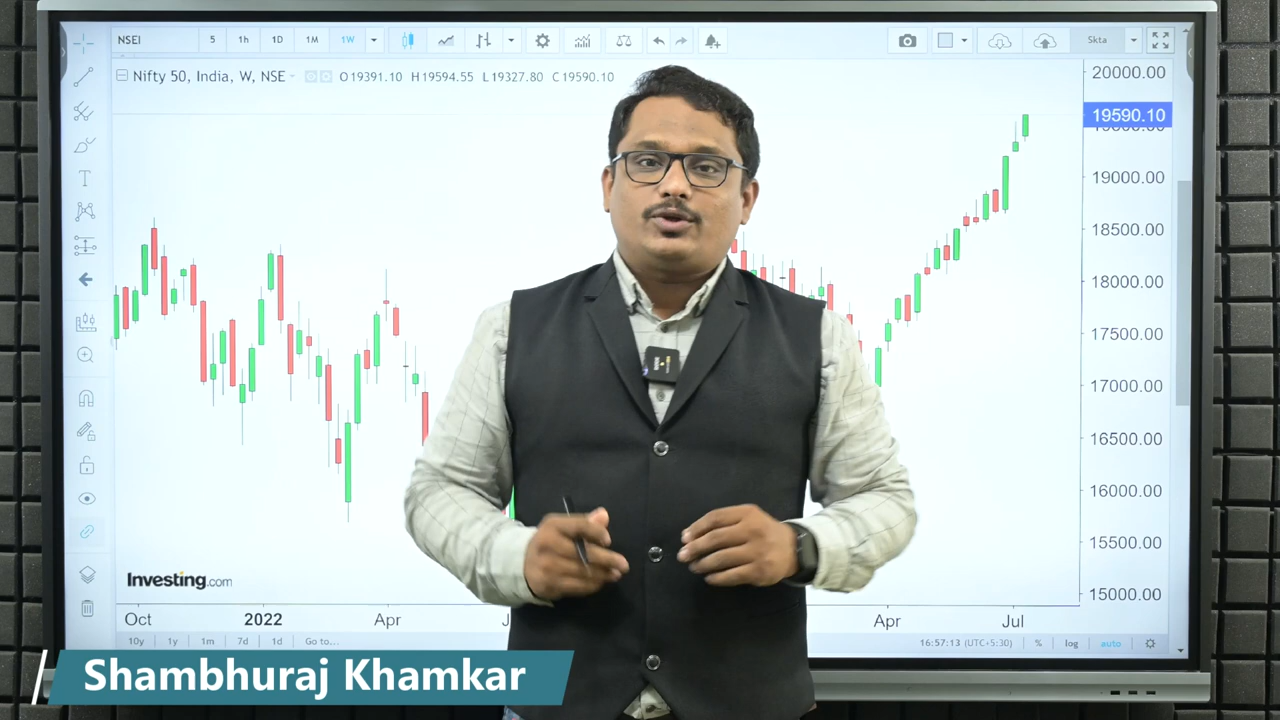 NSEI 5 1h 1D 1M 1W Skta
Nifty 50, India, W, NSE O19391.10 H19594.55 L19327.80 C19590.10
20000.00
19590.10
19000.00
18500.00
18000.00
17500.00
17000.00
16500.00
16000.00
15500.00
15000.00
Investing.com
Oct 2022 Apr Apr Jul
10y 1y 1m 7d 1d Go to... 16:57:13 (UTC+5:30) % log auto
Shambhuraj Khamkar